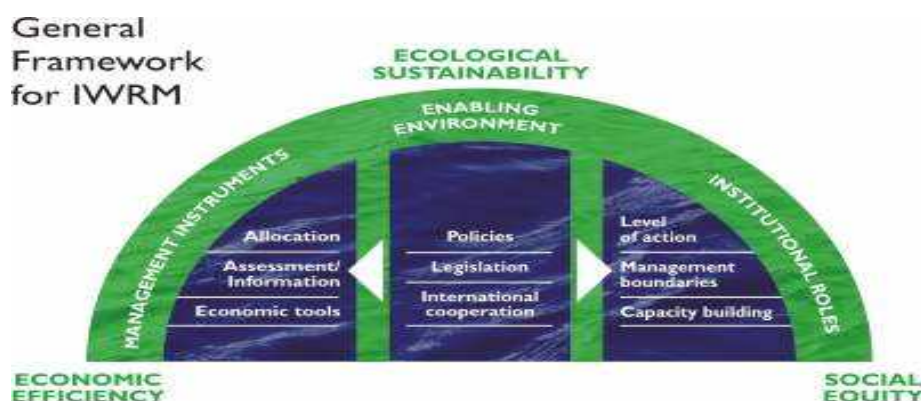 General
Framework
for IWRM
ECOLOGICAL
SUSTAINABILITY
ENABLING
ENVIRONMENT
MANAGEMENT INSTRUMENTS
INSTITUTIONAL ROLES
Allocation
Assessment/
Information
Economic tools
Policies
Legislation
International
cooperation
Level
of action
Management
boundaries
Capacity building
ECONOMIC
EFFICIENCY
SOCIAL
EQUITY